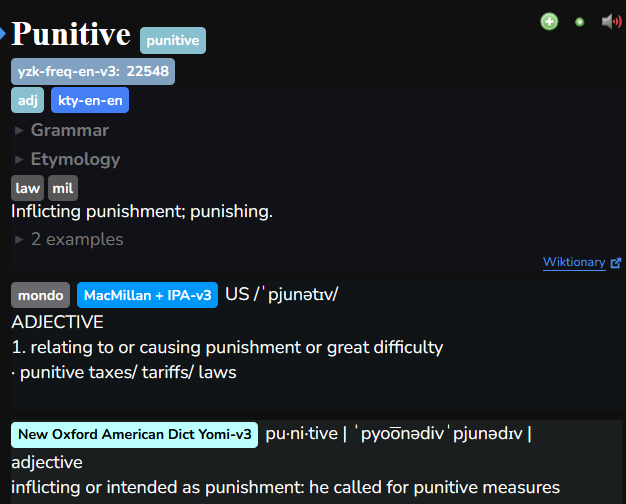 Punitive punitive
yzk-freq-en-v3: 22548
adj kty-en-en
▸ Grammar
▸ Etymology
law mil
Inflicting punishment; punishing.
▸ 2 examples
Wiktionary
mondo MacMillan + IPA-v3 US /ˈpjunətɪv/
ADJECTIVE
1. relating to or causing punishment or great difficulty
· punitive taxes/ tariffs/ laws
New Oxford American Dict Yomi-v3 pu·ni·tive | ˈpyo͞onədivˈpjunədɪv |
adjective
inflicting or intended as punishment: he called for punitive measures